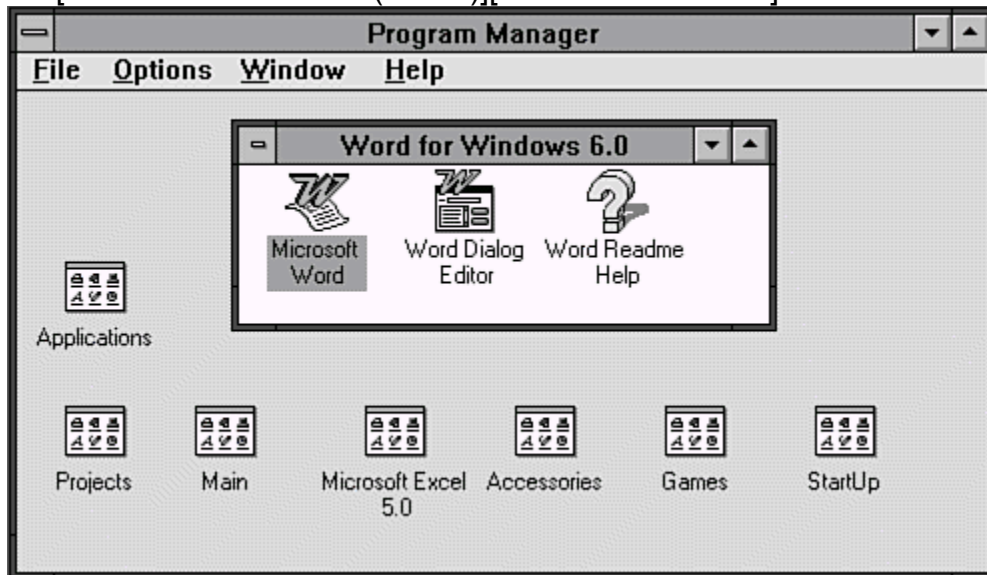 Program Manager
File Options Window Help
Word for Windows 6.0
Microsoft Word
Word Dialog Editor
Word Readme Help
Applications
Projects
Main
Microsoft Excel 5.0
Accessories
Games
StartUp